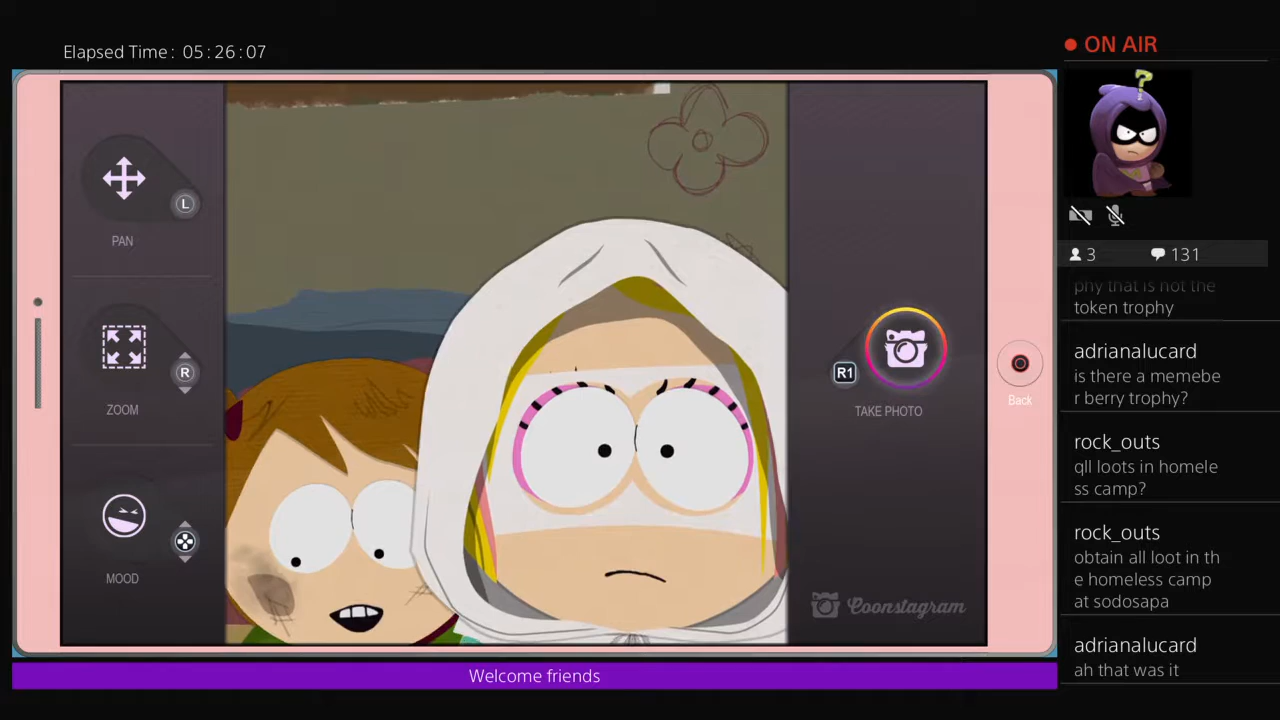 Elapsed Time: 05:26:07
ON AIR
PAN
L
ZOOM
R
MOOD
R1
TAKE PHOTO
Back
Coonstagram
Welcome friends
?
3 131
phy that is not the
token trophy
adrianalucard
is there a memebe
r berry trophy?
rock_outs
qll loots in homele
ss camp?
rock_outs
obtain all loot in th
e homeless camp
at sodosapa
adrianalucard
ah that was it